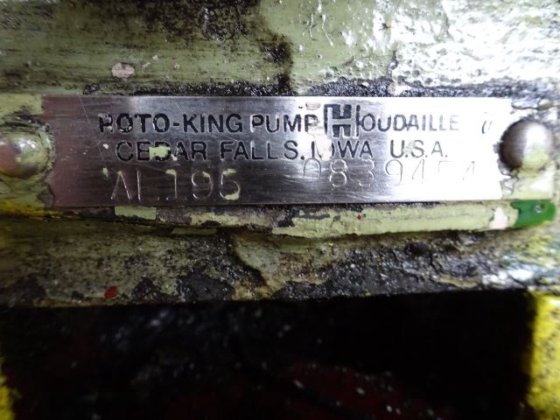 ROTO-KING PUMP HOUDAILLE
CEDAR FALLS, IOWA U.S.A.
AL195